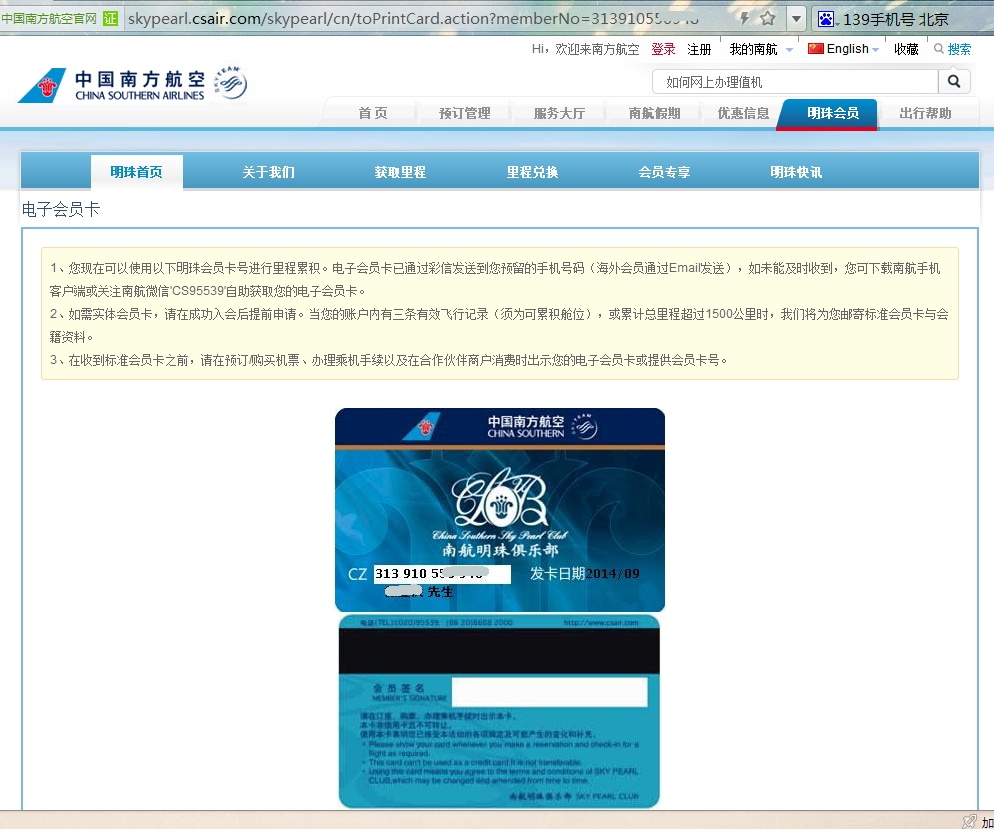 中国南方航空官网 证 skypearl.csair.com/skypearl/cn/toPrintCard.action?memberNo=31391055 139手机号 北京
Hi，欢迎来南方航空 登录 注册 我的南航 English 收藏 搜索
中国南方航空 SKYTEAM
CHINA SOUTHERN AIRLINES
如何网上办理值机
首页 预订管理 服务大厅 南航假期 优惠信息 明珠会员 出行帮助
明珠首页 关于我们 获取里程 里程兑换 会员专享 明珠快讯
电子会员卡
1、您现在可以使用以下明珠会员卡号进行里程累积。电子会员卡已通过彩信发送到您预留的手机号码（海外会员通过Email发送），如未能及时收到，您可下载南航手机
客户端或关注南航微信'CS95539'自助获取您的电子会员卡。
2、如需实体会员卡，请在成功入会后提前申请。当您的账户内有三条有效飞行记录（须为可累积舱位），或累计总里程超过1500公里时，我们将为您邮寄标准会员卡与会
籍资料。
3、在收到标准会员卡之前，请在预订/购买机票、办理乘机手续以及在合作伙伴商户消费时出示您的电子会员卡或提供会员卡号。
中国南方航空 SKYTEAM
CHINA SOUTHERN
China Southern Sky Pearl Club
南航明珠俱乐部
CZ 313 910 55 发卡日期2014/09
先生
电话(TEL):(020)95539 (86 20)8668 2000 http://www.csair.com
会员签名
MEMBER'S SIGNATURE
请在订座、购票、办理乘机手续时出示本卡。
本卡非信用卡且不可转让。
使用本卡表明您已接受本活动的各项规定及可能产生的变化和补充。
• Please show your card whenever you make a reservation and check-in for a
flight as required.
• This card can't be used as a credit card.It is not transferable.
• Using this card means you agree to the terms and conditions of SKY PEARL
CLUB,which may be changed and amended from time to time.
南航明珠俱乐部 SKY PEARL CLUB
加